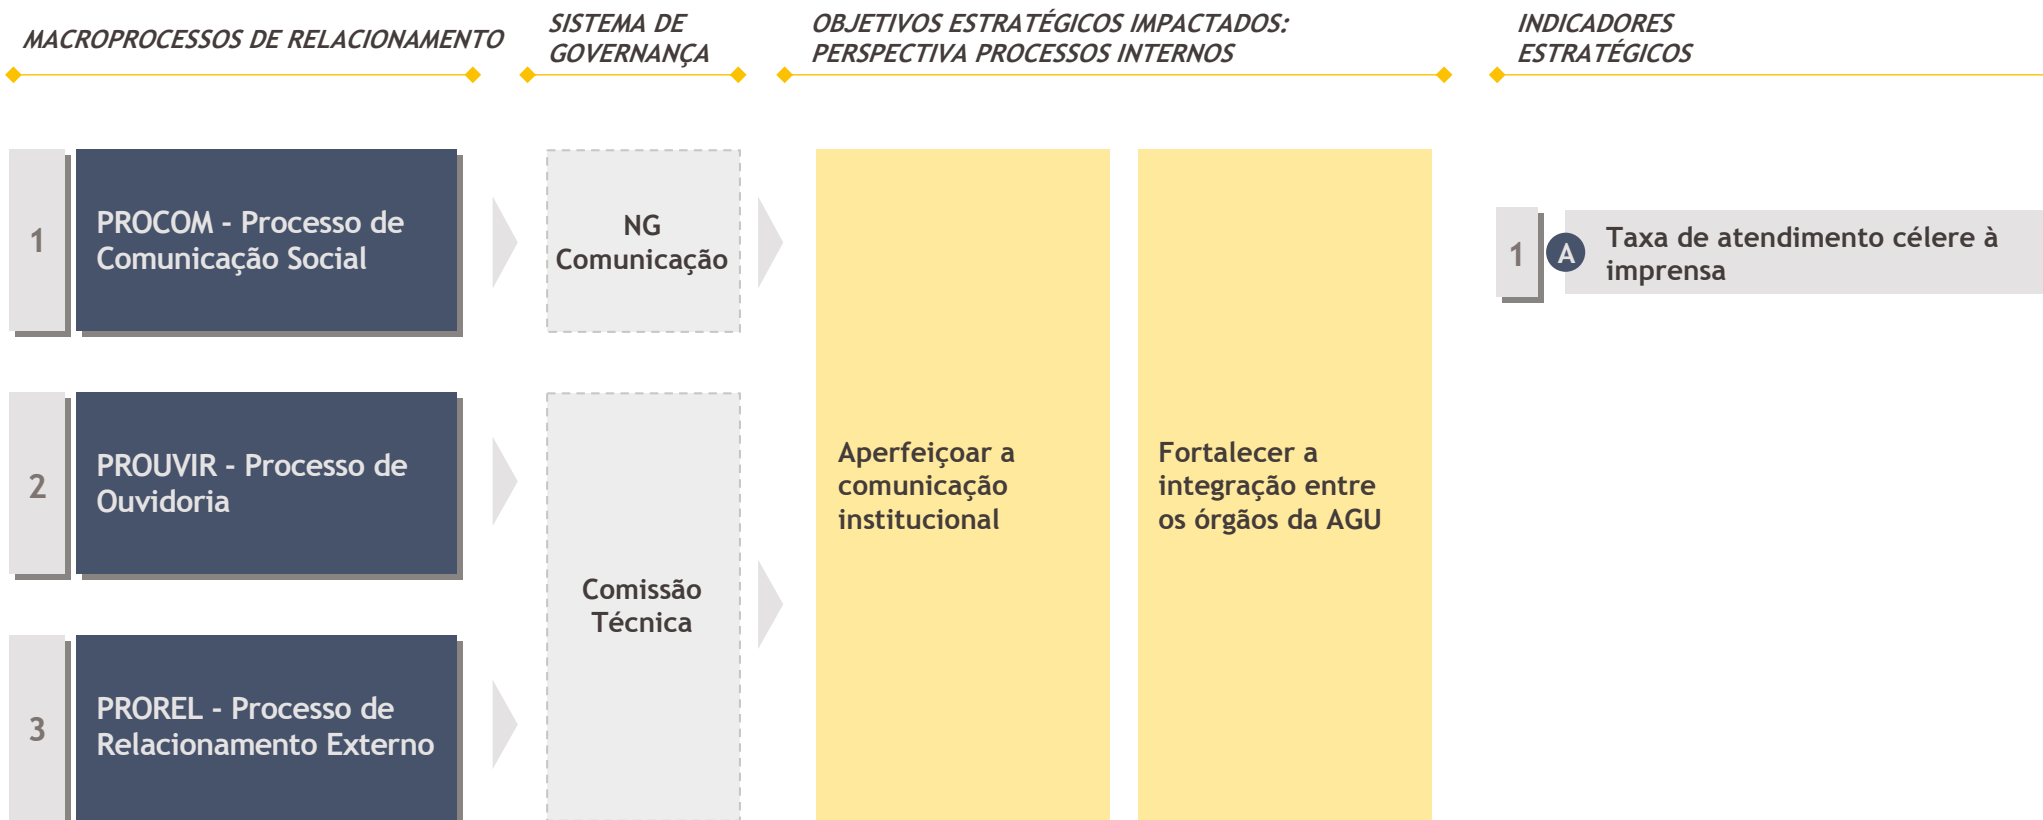 MACROPROCESSOS DE RELACIONAMENTO
SISTEMA DE
GOVERNANÇA
OBJETIVOS ESTRATÉGICOS IMPACTADOS:
PERSPECTIVA PROCESSOS INTERNOS
INDICADORES
ESTRATÉGICOS
1
PROCOM - Processo de
Comunicação Social
NG
Comunicação
1
A
Taxa de atendimento célere à
imprensa
2
PROUVIR - Processo de
Ouvidoria
Aperfeiçoar a
comunicação
institucional
Fortalecer a
integração entre
os órgãos da AGU
Comissão
Técnica
3
PROREL - Processo de
Relacionamento Externo